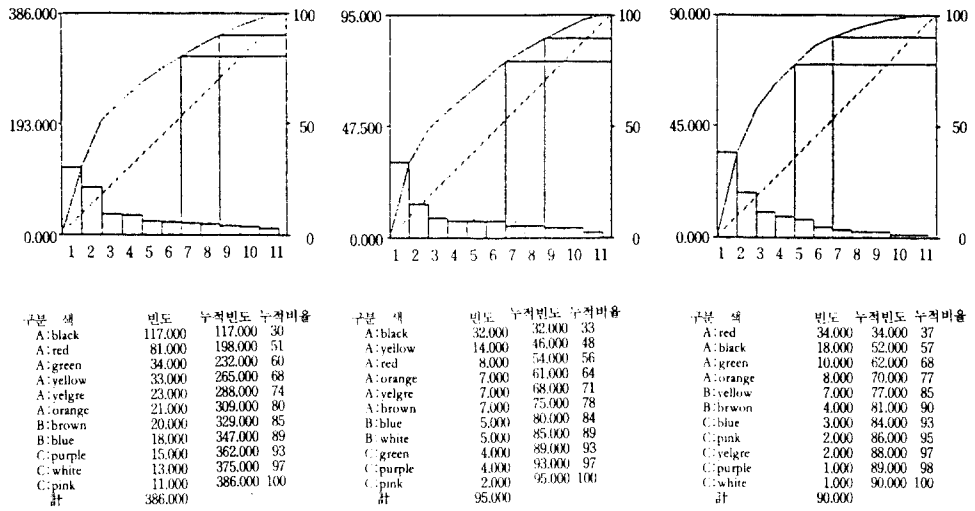 386.000 100
193.000 50
0.000 0
1 2 3 4 5 6 7 8 9 10 11
95.000 100
47.500 50
0.000 0
1 2 3 4 5 6 7 8 9 10 11
90.000 100
45.000 50
0.000 0
1 2 3 4 5 6 7 8 9 10 11
구분 색 빈도 누적빈도 누적비율
A:black 117.000 117.000 30
A:red 81.000 198.000 51
A:green 34.000 232.000 60
A:yellow 33.000 265.000 68
A:yelgre 23.000 288.000 74
A:orange 21.000 309.000 80
B:brown 20.000 329.000 85
B:blue 18.000 347.000 89
C:purple 15.000 362.000 93
C:white 13.000 375.000 97
C:pink 11.000 386.000 100
計 386.000
구분 색 빈도 누적빈도 누적비율
A:black 32.000 32.000 33
A:yellow 14.000 46.000 48
A:red 8.000 54.000 56
A:orange 7.000 61.000 64
A:yelgre 7.000 68.000 71
A:brown 7.000 75.000 78
B:blue 5.000 80.000 84
B:white 5.000 85.000 89
C:green 4.000 89.000 93
C:purple 4.000 93.000 97
C:pink 2.000 95.000 100
計 95.000
구분 색 빈도 누적빈도 누적비율
A:red 34.000 34.000 37
A:black 18.000 52.000 57
A:green 10.000 62.000 68
A:orange 8.000 70.000 77
B:yellow 7.000 77.000 85
B:brwon 4.000 81.000 90
C:blue 3.000 84.000 93
C:pink 2.000 86.000 95
C:yelgre 2.000 88.000 97
C:purple 1.000 89.000 98
C:white 1.000 90.000 100
計 90.000